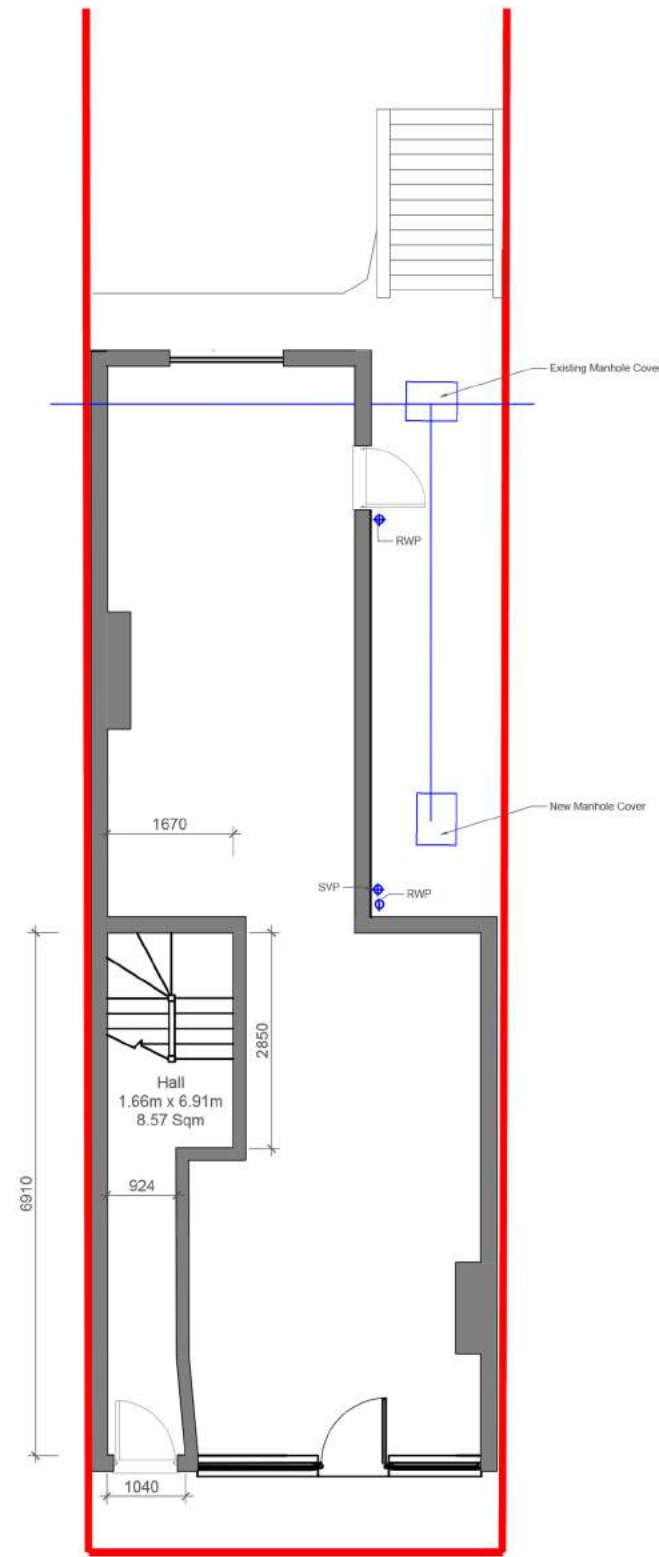 Existing Manhole Cover
RWP
New Manhole Cover
1670
SVP
RWP
2850
Hall
1.66m x 6.91m
8.57 Sqm
6910
924
1040